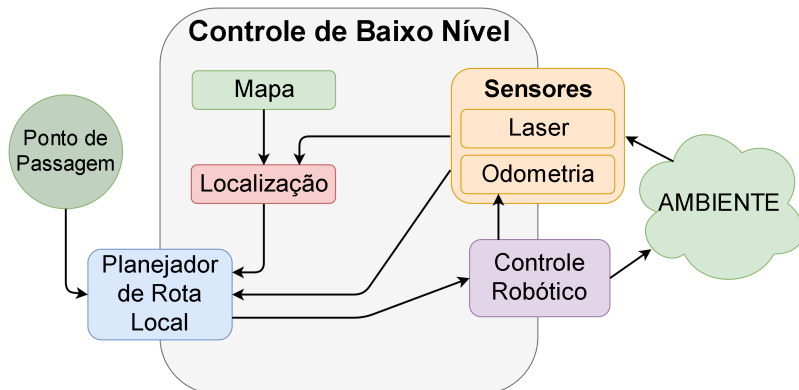 Controle de Baixo Nível
Mapa
Sensores
Laser
Odometria
Ponto de
Passagem
Localização
AMBIENTE
Planejador
de Rota
Local
Controle
Robótico